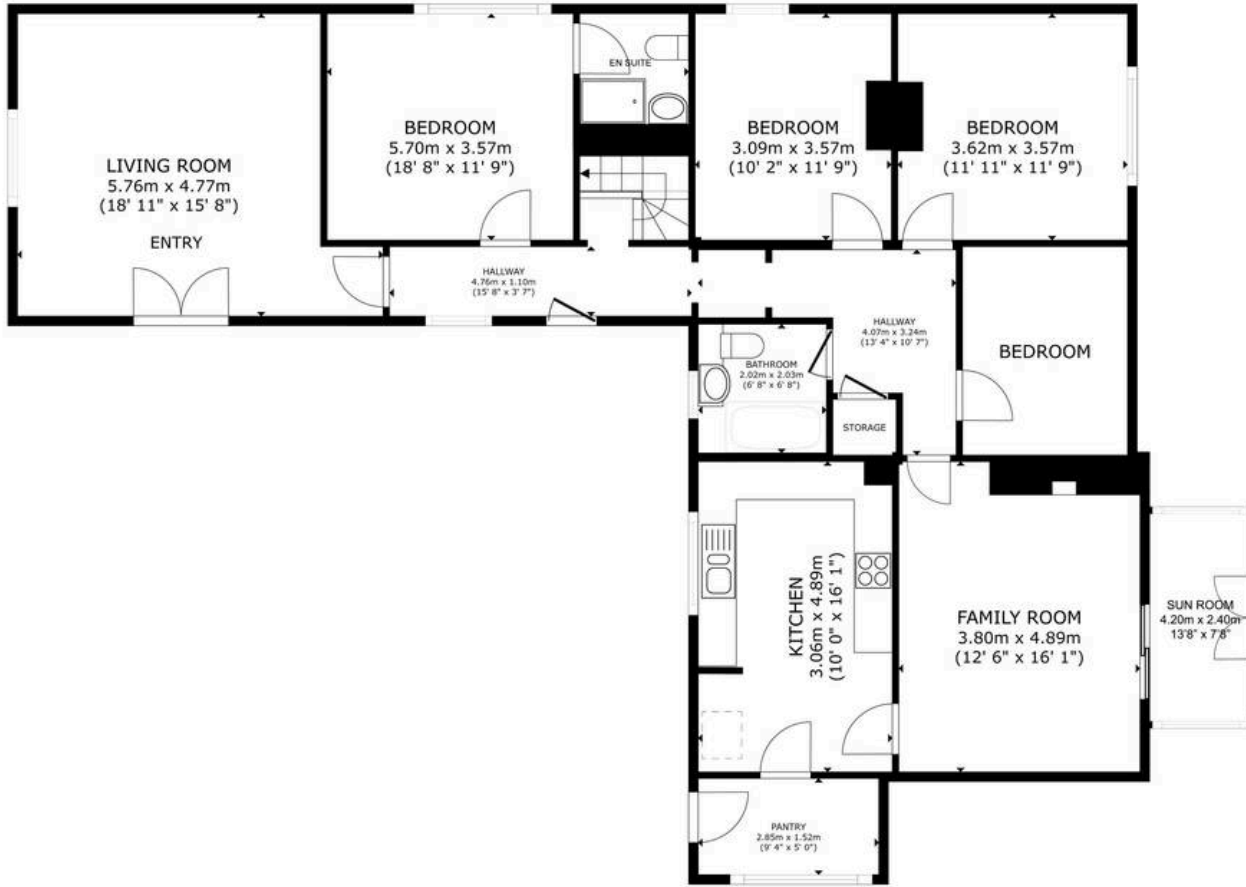 LIVING ROOM
5.76m x 4.77m
(18' 11" x 15' 8")
ENTRY
BEDROOM
5.70m x 3.57m
(18' 8" x 11' 9")
EN SUITE
BEDROOM
3.09m x 3.57m
(10' 2" x 11' 9")
BEDROOM
3.62m x 3.57m
(11' 11" x 11' 9")
HALLWAY
4.76m x 1.10m
(15' 8" x 3' 7")
HALLWAY
4.07m x 3.24m
(13' 4" x 10' 7")
BEDROOM
BATHROOM
2.02m x 2.03m
(6' 8" x 6' 8")
STORAGE
KITCHEN
3.06m x 4.89m
(10' 0" x 16' 1")
FAMILY ROOM
3.80m x 4.89m
(12' 6" x 16' 1")
SUN ROOM
4.20m x 2.40m
13'8" x 7'8"
PANTRY
2.85m x 1.52m
(9' 4" x 5' 0")